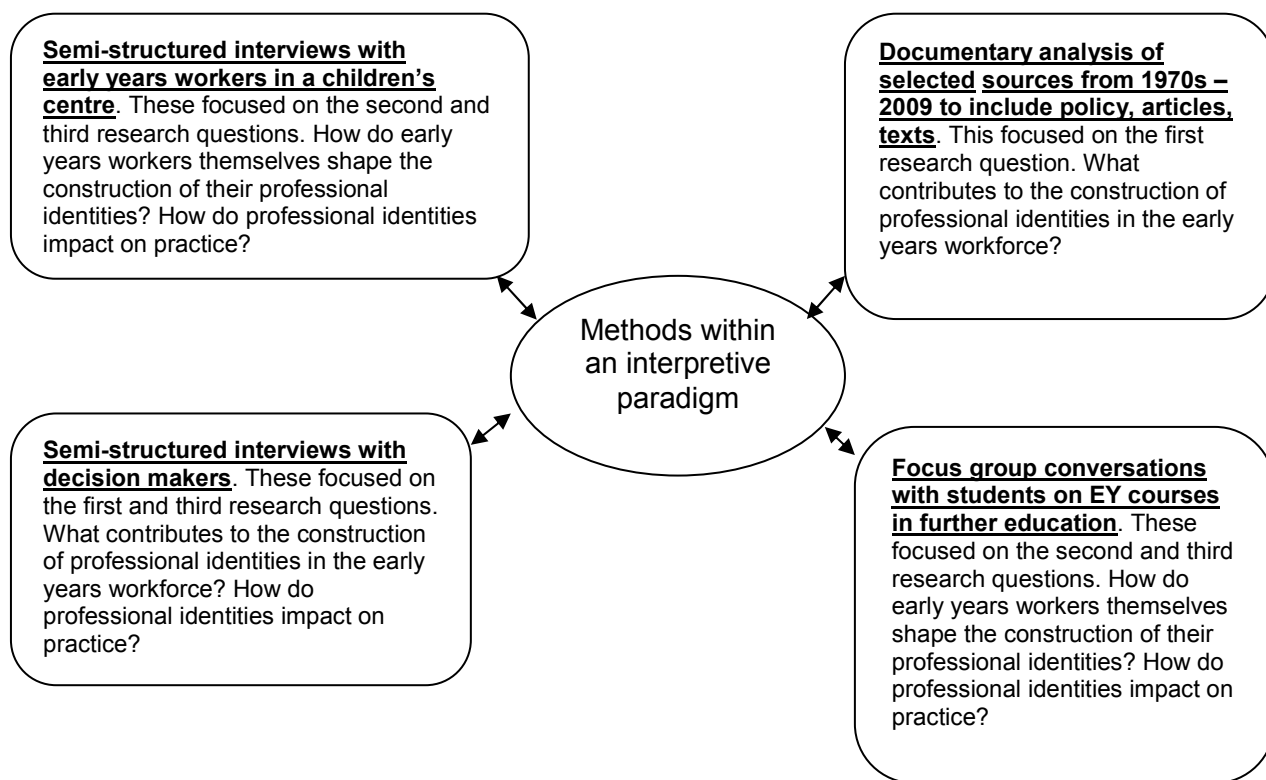 Semi-structured interviews with
early years workers in a children's
centre. These focused on the second and
third research questions. How do early
years workers themselves shape the
construction of their professional
identities? How do professional identities
impact on practice?
Documentary analysis of
selected sources from 1970s –
2009 to include policy, articles,
texts. This focused on the first
research question. What
contributes to the construction of
professional identities in the early
years workforce?
Methods within
an interpretive
paradigm
Semi-structured interviews with
decision makers. These focused on
the first and third research questions.
What contributes to the construction
of professional identities in the early
years workforce? How do
professional identities impact on
practice?
Focus group conversations
with students on EY courses
in further education. These
focused on the second and third
research questions. How do
early years workers themselves
shape the construction of their
professional identities? How do
professional identities impact on
practice?